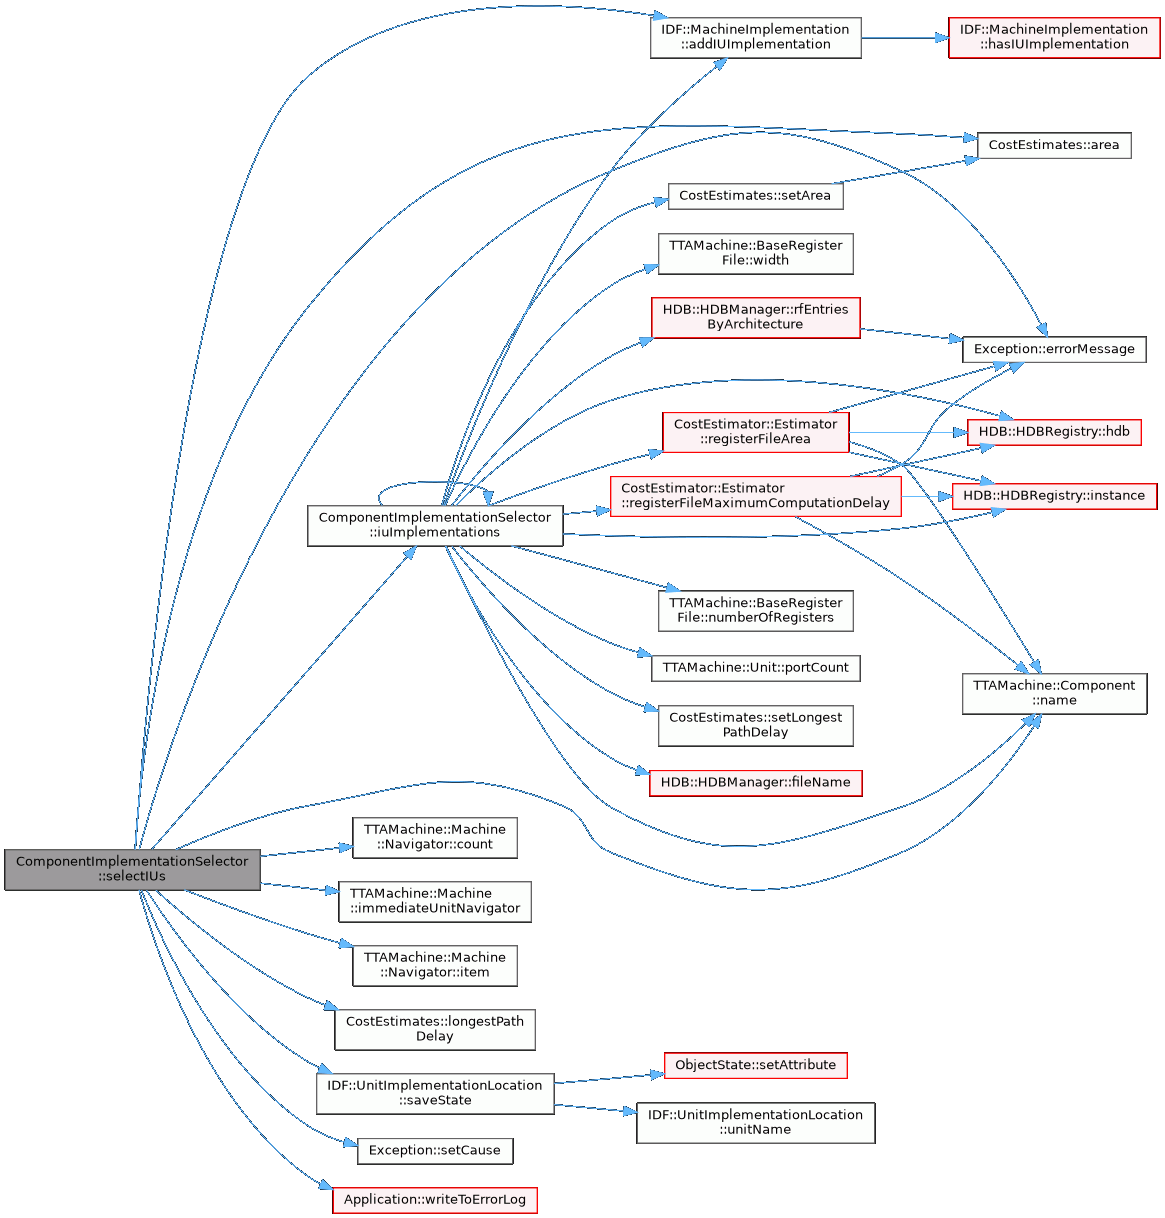 IDF::MachineImplementation
::addIUImplementation
IDF::MachineImplementation
::hasIUImplementation
CostEstimates::area
CostEstimates::setArea
TTAMachine::BaseRegister
File::width
HDB::HDBManager::rfEntries
ByArchitecture
Exception::errorMessage
CostEstimator::Estimator
::registerFileArea
HDB::HDBRegistry::hdb
CostEstimator::Estimator
::registerFileMaximumComputationDelay
HDB::HDBRegistry::instance
ComponentImplementationSelector
::iuImplementations
TTAMachine::BaseRegister
File::numberOfRegisters
TTAMachine::Unit::portCount
TTAMachine::Component
::name
CostEstimates::setLongest
PathDelay
HDB::HDBManager::fileName
TTAMachine::Machine
::Navigator::count
ComponentImplementationSelector
::selectIUs
TTAMachine::Machine
::immediateUnitNavigator
TTAMachine::Machine
::Navigator::item
CostEstimates::longestPath
Delay
ObjectState::setAttribute
IDF::UnitImplementationLocation
::saveState
IDF::UnitImplementationLocation
::unitName
Exception::setCause
Application::writeToErrorLog